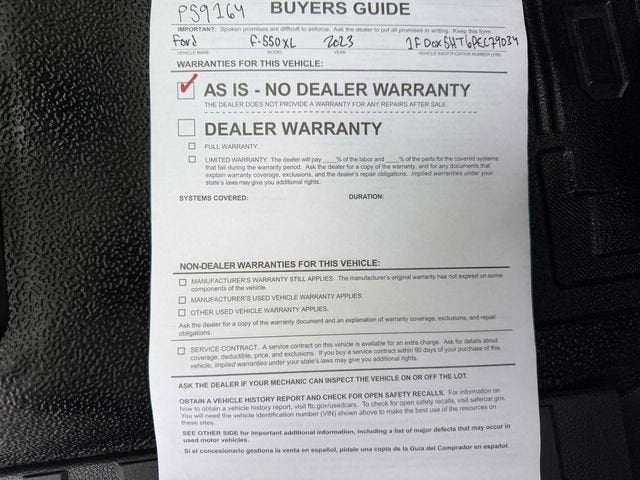 P59164 BUYERS GUIDE
IMPORTANT: Spoken promises are difficult to enforce. Ask the dealer to put all promises in writing. Keep this form.
Ford F-550XL 2023
VEHICLE MAKE MODEL YEAR VEHICLE IDENTIFICATION NUMBER (VIN)
WARRANTIES FOR THIS VEHICLE:
AS IS - NO DEALER WARRANTY
THE DEALER DOES NOT PROVIDE A WARRANTY FOR ANY REPAIRS AFTER SALE.
DEALER WARRANTY
FULL WARRANTY.
LIMITED WARRANTY. The dealer will pay ____% of the labor and ____% of the parts for the covered systems
that fail during the warranty period. Ask the dealer for a copy of the warranty, and for any documents that
explain warranty coverage, exclusions, and the dealer's repair obligations. Implied warranties under your
state's laws may give you additional rights.
SYSTEMS COVERED: DURATION:
NON-DEALER WARRANTIES FOR THIS VEHICLE:
MANUFACTURER'S WARRANTY STILL APPLIES. The manufacturer's original warranty has not expired on some
components of the vehicle.
MANUFACTURER'S USED VEHICLE WARRANTY APPLIES.
OTHER USED VEHICLE WARRANTY APPLIES.
Ask the dealer for a copy of the warranty document and an explanation of warranty coverage, exclusions, and repair
obligations.
SERVICE CONTRACT. A service contract on this vehicle is available for an extra charge. Ask for details about
coverage, deductible, price, and exclusions. If you buy a service contract within 90 days of your purchase of this
vehicle, implied warranties under your state's laws may give you additional rights.
ASK THE DEALER IF YOUR MECHANIC CAN INSPECT THE VEHICLE ON OR OFF THE LOT.
OBTAIN A VEHICLE HISTORY REPORT AND CHECK FOR OPEN SAFETY RECALLS. For information on
how to obtain a vehicle history report, visit ftc.gov/usedcars. To check for open safety recalls, visit safercar.gov.
You will need the vehicle identification number (VIN) shown above to make the best use of the resources on
these sites.
SEE OTHER SIDE for important additional information, including a list of major defects that may occur in
used motor vehicles.
Si el concesionario gestiona la venta en español, pídale una copia de la Guía del Comprador en español.